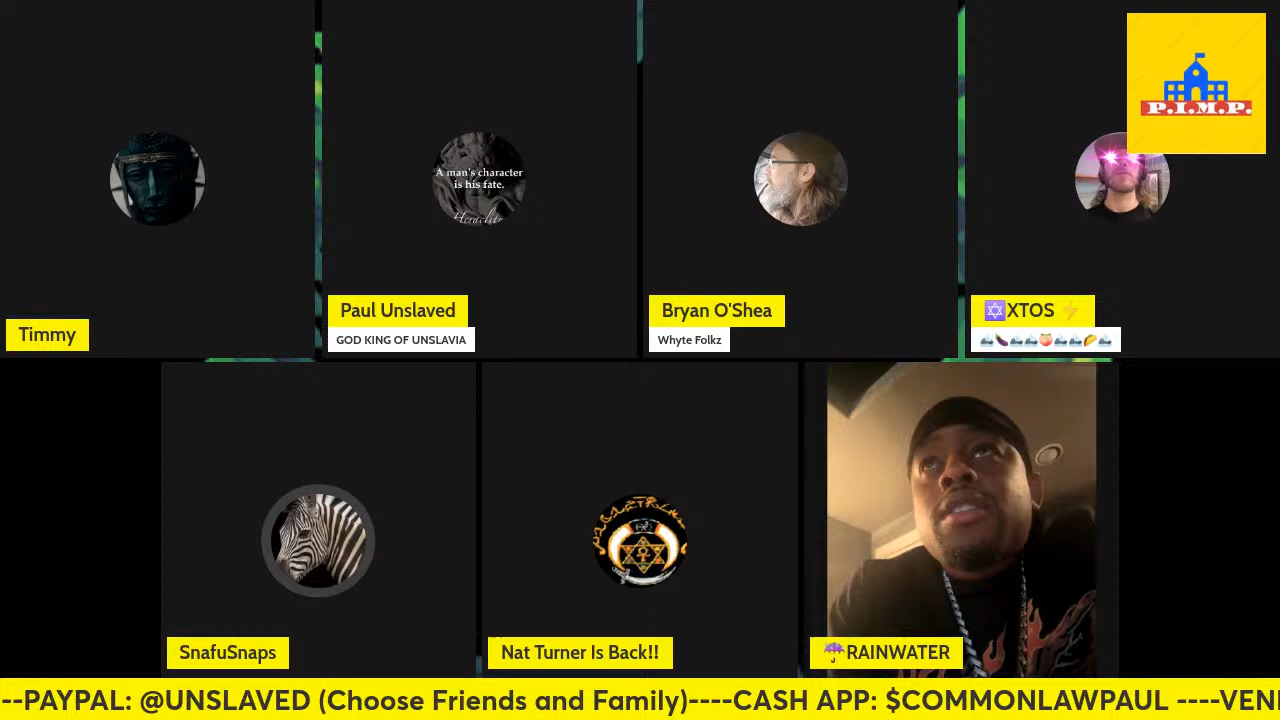 P.I.M.P.
A man's character
is his fate.
Timmy
Paul Unslaved
GOD KING OF UNSLAVIA
Bryan O'Shea
Whyte Folkz
✡️XTOS ⚡
SnafuSnaps
Nat Turner Is Back!!
☔RAINWATER
--PAYPAL: @UNSLAVED (Choose Friends and Family)----CASH APP: $COMMONLAWPAUL ----VEN